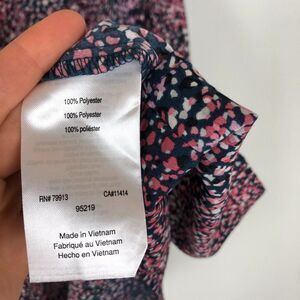 100% Polyester
100% Polyester
100% poliéster
RN# 79913 CA#11414
95219
Made in Vietnam
Fabriqué au Vietnam
Hecho en Vietnam